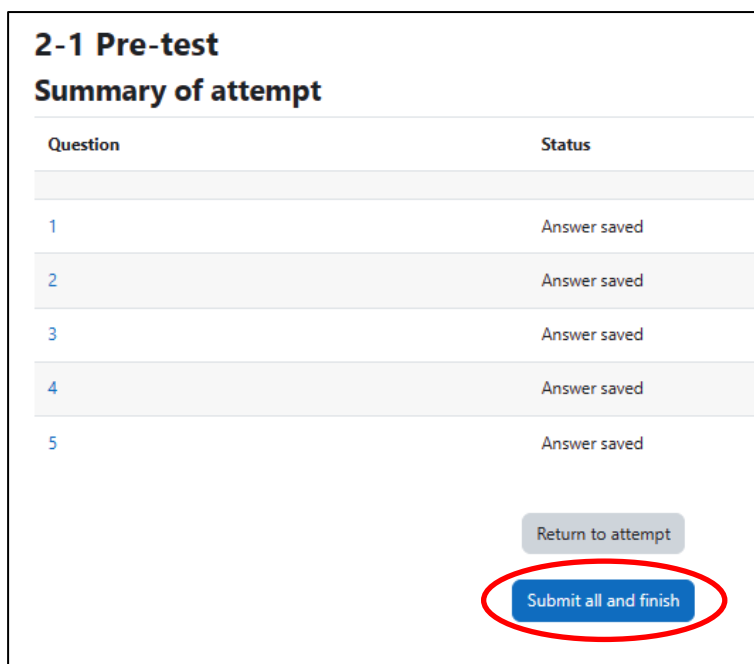 2-1 Pre-test
Summary of attempt
Question Status
1 Answer saved
2 Answer saved
3 Answer saved
4 Answer saved
5 Answer saved
Return to attempt
Submit all and finish